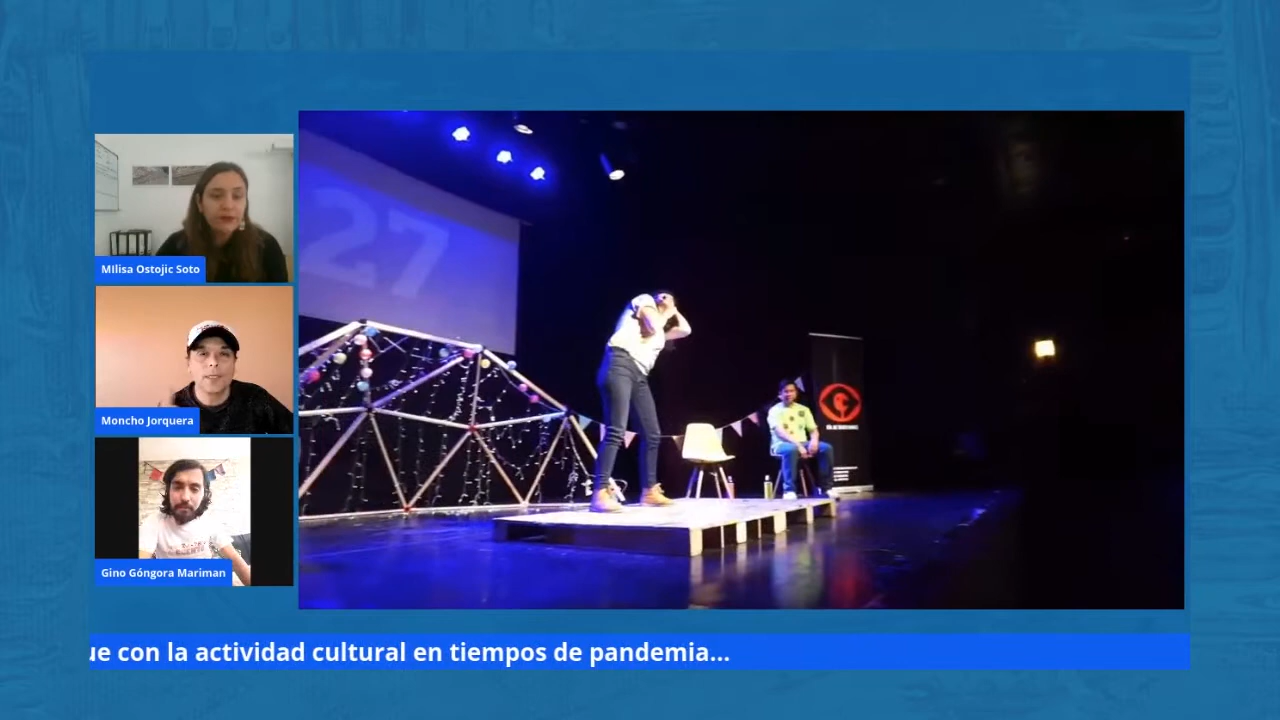 27
MIlisa Ostojic Soto
Moncho Jorquera
Gino Góngora Mariman
ue con la actividad cultural en tiempos de pandemia...